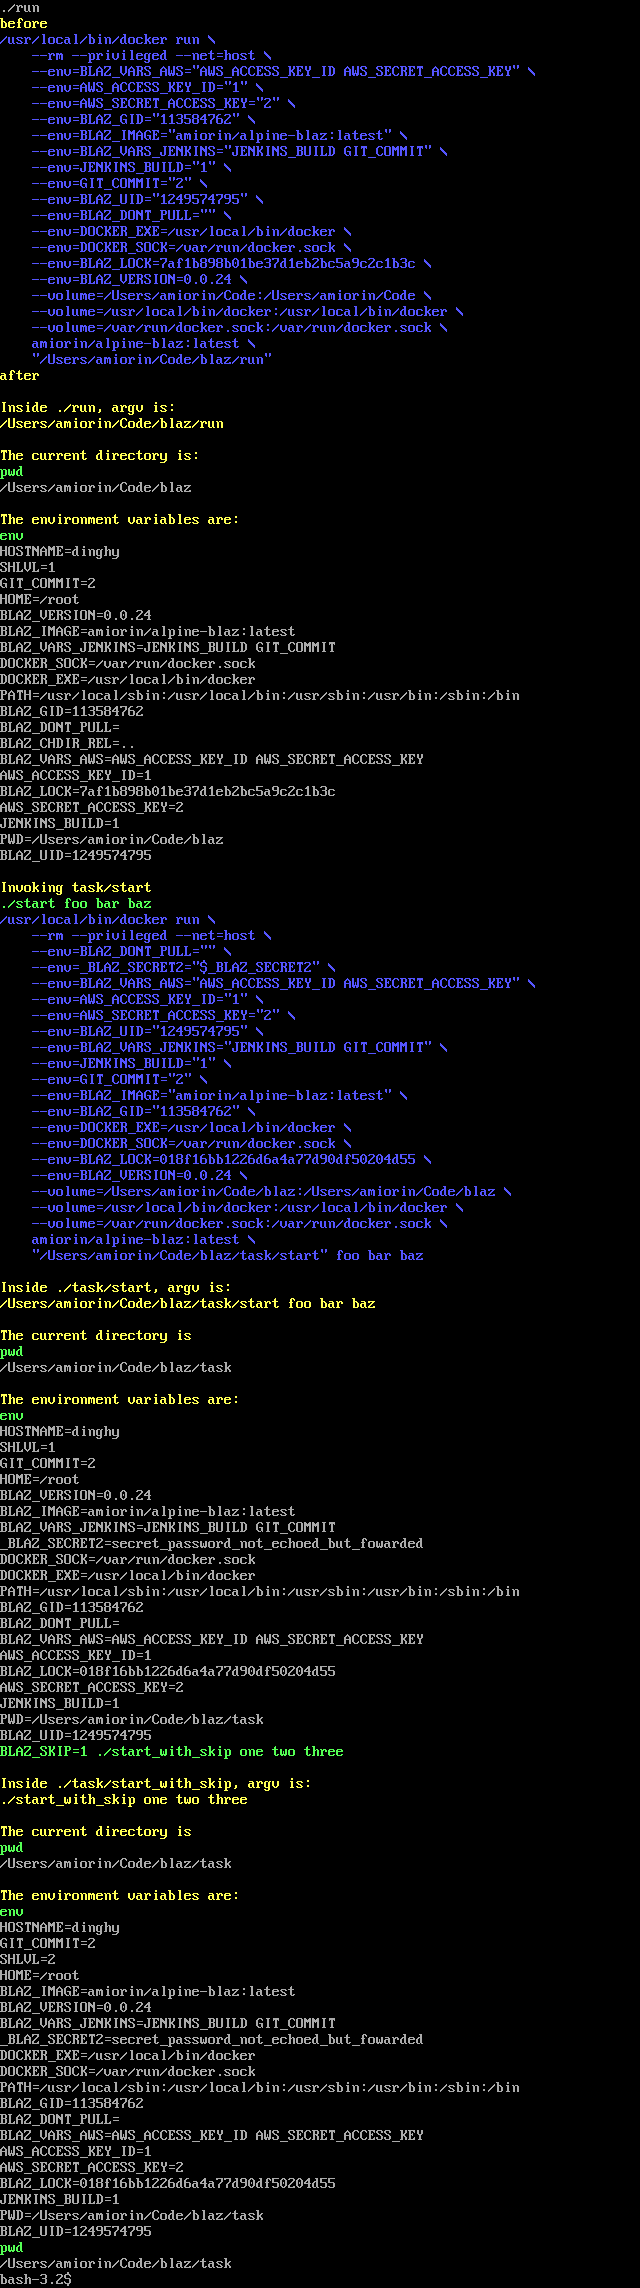 ./run
before
/usr/local/bin/docker run \
    --rm --privileged --net=host \
    --env=BLAZ_VARS_AWS="AWS_ACCESS_KEY_ID AWS_SECRET_ACCESS_KEY" \
    --env=AWS_ACCESS_KEY_ID="1" \
    --env=AWS_SECRET_ACCESS_KEY="2" \
    --env=BLAZ_GID="113584762" \
    --env=BLAZ_IMAGE="amiorin/alpine-blaz:latest" \
    --env=BLAZ_VARS_JENKINS="JENKINS_BUILD GIT_COMMIT" \
    --env=JENKINS_BUILD="1" \
    --env=GIT_COMMIT="2" \
    --env=BLAZ_UID="1249574795" \
    --env=BLAZ_DONT_PULL="" \
    --env=DOCKER_EXE=/usr/local/bin/docker \
    --env=DOCKER_SOCK=/var/run/docker.sock \
    --env=BLAZ_LOCK=7af1b898b01be37d1eb2bc5a9c2c1b3c \
    --env=BLAZ_VERSION=0.0.24 \
    --volume=/Users/amiorin/Code:/Users/amiorin/Code \
    --volume=/usr/local/bin/docker:/usr/local/bin/docker \
    --volume=/var/run/docker.sock:/var/run/docker.sock \
    amiorin/alpine-blaz:latest \
    "/Users/amiorin/Code/blaz/run"
after

Inside ./run, argv is:
/Users/amiorin/Code/blaz/run

The current directory is:
pwd
/Users/amiorin/Code/blaz

The environment variables are:
env
HOSTNAME=dinghy
SHLVL=1
GIT_COMMIT=2
HOME=/root
BLAZ_VERSION=0.0.24
BLAZ_IMAGE=amiorin/alpine-blaz:latest
BLAZ_VARS_JENKINS=JENKINS_BUILD GIT_COMMIT
DOCKER_SOCK=/var/run/docker.sock
DOCKER_EXE=/usr/local/bin/docker
PATH=/usr/local/sbin:/usr/local/bin:/usr/sbin:/usr/bin:/sbin:/bin
BLAZ_GID=113584762
BLAZ_DONT_PULL=
BLAZ_CHDIR_REL=..
BLAZ_VARS_AWS=AWS_ACCESS_KEY_ID AWS_SECRET_ACCESS_KEY
AWS_ACCESS_KEY_ID=1
BLAZ_LOCK=7af1b898b01be37d1eb2bc5a9c2c1b3c
AWS_SECRET_ACCESS_KEY=2
JENKINS_BUILD=1
PWD=/Users/amiorin/Code/blaz
BLAZ_UID=1249574795

Invoking task/start
./start foo bar baz
/usr/local/bin/docker run \
    --rm --privileged --net=host \
    --env=BLAZ_DONT_PULL="" \
    --env=_BLAZ_SECRET2="$_BLAZ_SECRET2" \
    --env=BLAZ_VARS_AWS="AWS_ACCESS_KEY_ID AWS_SECRET_ACCESS_KEY" \
    --env=AWS_ACCESS_KEY_ID="1" \
    --env=AWS_SECRET_ACCESS_KEY="2" \
    --env=BLAZ_UID="1249574795" \
    --env=BLAZ_VARS_JENKINS="JENKINS_BUILD GIT_COMMIT" \
    --env=JENKINS_BUILD="1" \
    --env=GIT_COMMIT="2" \
    --env=BLAZ_IMAGE="amiorin/alpine-blaz:latest" \
    --env=BLAZ_GID="113584762" \
    --env=DOCKER_EXE=/usr/local/bin/docker \
    --env=DOCKER_SOCK=/var/run/docker.sock \
    --env=BLAZ_LOCK=018f16bb1226d6a4a77d90df50204d55 \
    --env=BLAZ_VERSION=0.0.24 \
    --volume=/Users/amiorin/Code/blaz:/Users/amiorin/Code/blaz \
    --volume=/usr/local/bin/docker:/usr/local/bin/docker \
    --volume=/var/run/docker.sock:/var/run/docker.sock \
    amiorin/alpine-blaz:latest \
    "/Users/amiorin/Code/blaz/task/start" foo bar baz

Inside ./task/start, argv is:
/Users/amiorin/Code/blaz/task/start foo bar baz

The current directory is
pwd
/Users/amiorin/Code/blaz/task

The environment variables are:
env
HOSTNAME=dinghy
SHLVL=1
GIT_COMMIT=2
HOME=/root
BLAZ_VERSION=0.0.24
BLAZ_IMAGE=amiorin/alpine-blaz:latest
BLAZ_VARS_JENKINS=JENKINS_BUILD GIT_COMMIT
_BLAZ_SECRET2=secret_password_not_echoed_but_fowarded
DOCKER_SOCK=/var/run/docker.sock
DOCKER_EXE=/usr/local/bin/docker
PATH=/usr/local/sbin:/usr/local/bin:/usr/sbin:/usr/bin:/sbin:/bin
BLAZ_GID=113584762
BLAZ_DONT_PULL=
BLAZ_VARS_AWS=AWS_ACCESS_KEY_ID AWS_SECRET_ACCESS_KEY
AWS_ACCESS_KEY_ID=1
BLAZ_LOCK=018f16bb1226d6a4a77d90df50204d55
AWS_SECRET_ACCESS_KEY=2
JENKINS_BUILD=1
PWD=/Users/amiorin/Code/blaz/task
BLAZ_UID=1249574795
BLAZ_SKIP=1 ./start_with_skip one two three

Inside ./task/start_with_skip, argv is:
./start_with_skip one two three

The current directory is
pwd
/Users/amiorin/Code/blaz/task

The environment variables are:
env
HOSTNAME=dinghy
GIT_COMMIT=2
SHLVL=2
HOME=/root
BLAZ_IMAGE=amiorin/alpine-blaz:latest
BLAZ_VERSION=0.0.24
BLAZ_VARS_JENKINS=JENKINS_BUILD GIT_COMMIT
_BLAZ_SECRET2=secret_password_not_echoed_but_fowarded
DOCKER_EXE=/usr/local/bin/docker
DOCKER_SOCK=/var/run/docker.sock
PATH=/usr/local/sbin:/usr/local/bin:/usr/sbin:/usr/bin:/sbin:/bin
BLAZ_GID=113584762
BLAZ_DONT_PULL=
BLAZ_VARS_AWS=AWS_ACCESS_KEY_ID AWS_SECRET_ACCESS_KEY
AWS_ACCESS_KEY_ID=1
AWS_SECRET_ACCESS_KEY=2
BLAZ_LOCK=018f16bb1226d6a4a77d90df50204d55
JENKINS_BUILD=1
PWD=/Users/amiorin/Code/blaz/task
BLAZ_UID=1249574795
pwd
/Users/amiorin/Code/blaz/task
bash-3.2$